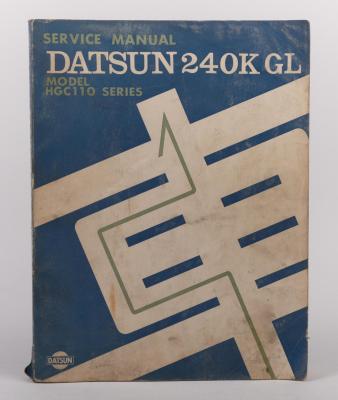 SERVICE MANUAL
DATSUN 240K GL
MODEL
HGC110 SERIES
DATSUN